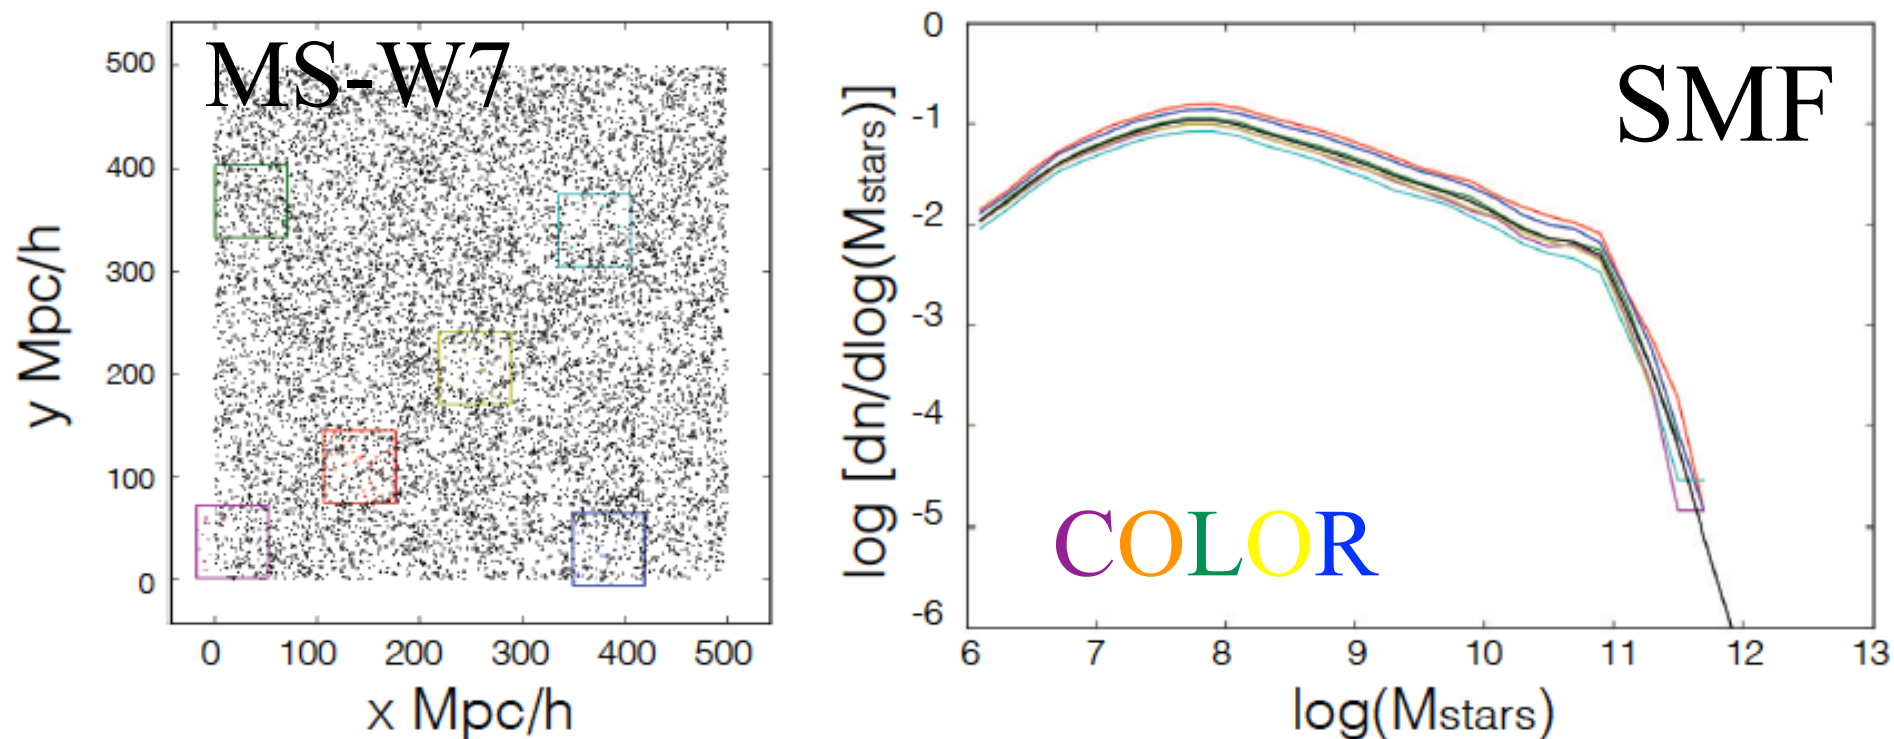 MS-W7
500
400
300
200
100
0
y Mpc/h
0 100 200 300 400 500
x Mpc/h
SMF
COLOR
0
-1
-2
-3
-4
-5
-6
log [dn/dlog(Mstars)]
6 7 8 9 10 11 12 13
log(Mstars)